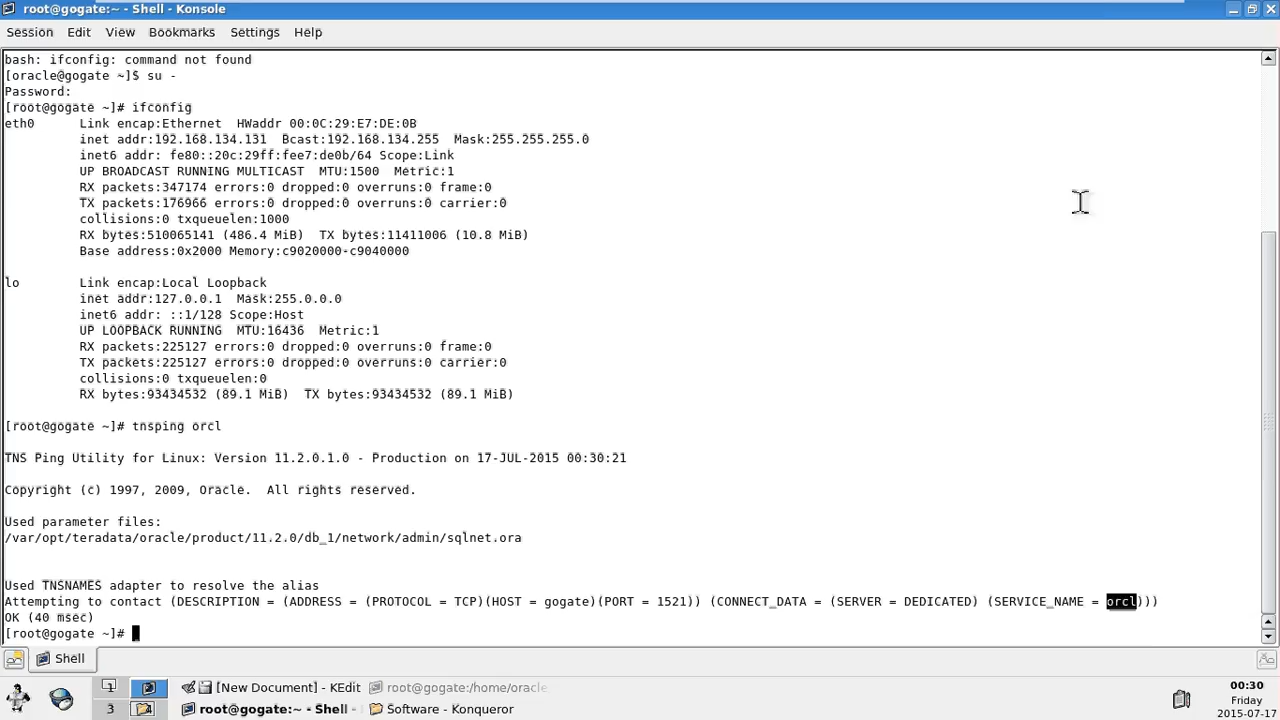 root@gogate:~ - Shell - Konsole
Session Edit View Bookmarks Settings Help
bash: ifconfig: command not found
[oracle@gogate ~]$ su -
Password:
[root@gogate ~]# ifconfig
eth0      Link encap:Ethernet  HWaddr 00:0C:29:E7:DE:0B
          inet addr:192.168.134.131  Bcast:192.168.134.255  Mask:255.255.255.0
          inet6 addr: fe80::20c:29ff:fee7:de0b/64 Scope:Link
          UP BROADCAST RUNNING MULTICAST  MTU:1500  Metric:1
          RX packets:347174 errors:0 dropped:0 overruns:0 frame:0
          TX packets:176966 errors:0 dropped:0 overruns:0 carrier:0
          collisions:0 txqueuelen:1000
          RX bytes:510065141 (486.4 MiB)  TX bytes:11411006 (10.8 MiB)
          Base address:0x2000 Memory:c9020000-c9040000
lo        Link encap:Local Loopback
          inet addr:127.0.0.1  Mask:255.0.0.0
          inet6 addr: ::1/128 Scope:Host
          UP LOOPBACK RUNNING  MTU:16436  Metric:1
          RX packets:225127 errors:0 dropped:0 overruns:0 frame:0
          TX packets:225127 errors:0 dropped:0 overruns:0 carrier:0
          collisions:0 txqueuelen:0
          RX bytes:93434532 (89.1 MiB)  TX bytes:93434532 (89.1 MiB)
[root@gogate ~]# tnsping orcl
TNS Ping Utility for Linux: Version 11.2.0.1.0 - Production on 17-JUL-2015 00:30:21
Copyright (c) 1997, 2009, Oracle.  All rights reserved.
Used parameter files:
/var/opt/teradata/oracle/product/11.2.0/db_1/network/admin/sqlnet.ora
Used TNSNAMES adapter to resolve the alias
Attempting to contact (DESCRIPTION = (ADDRESS = (PROTOCOL = TCP)(HOST = gogate)(PORT = 1521)) (CONNECT_DATA = (SERVER = DEDICATED) (SERVICE_NAME = orcl)))
OK (40 msec)
[root@gogate ~]#
Shell
1 [New Document] - KEdit root@gogate:/home/oracle
3 root@gogate:~ - Shell - Software - Konqueror
00:30
Friday
2015-07-17